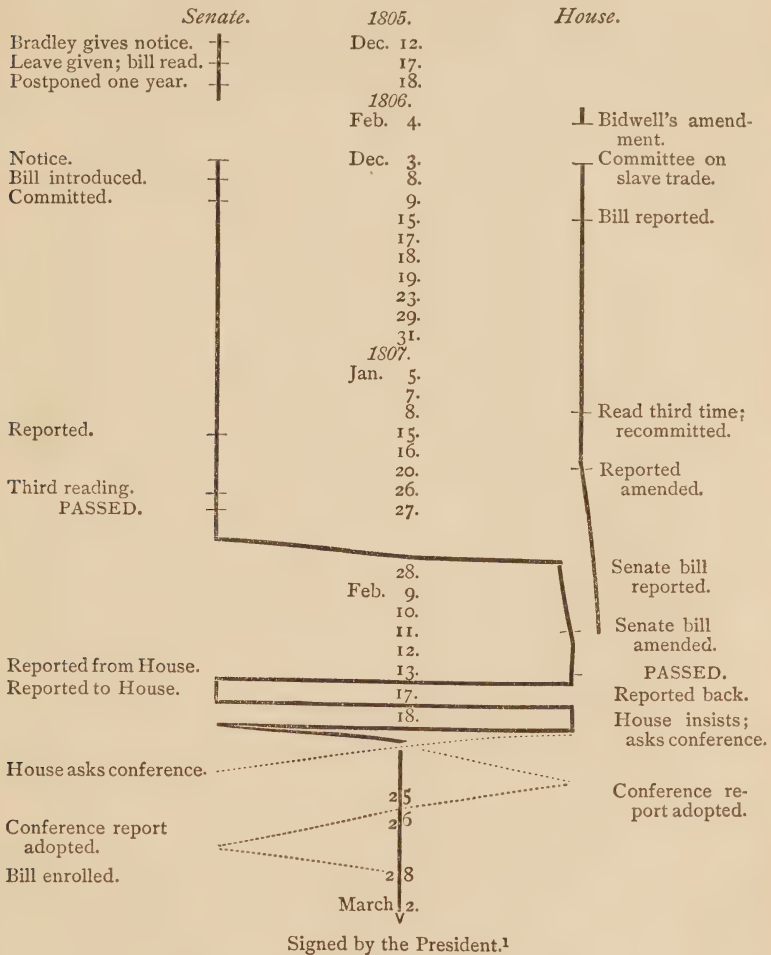 Senate. 1805. House.
Bradley gives notice. Dec. 12.
Leave given; bill read. 17.
Postponed one year. 18.
1806.
Feb. 4. Bidwell's amend-
ment.
Notice. Dec. 3. Committee on
Bill introduced. 8. slave trade.
Committed. 9.
15. Bill reported.
17.
18.
19.
23.
29.
31.
1807.
Jan. 5.
7.
8. Read third time;
Reported. 15. recommitted.
16.
20. Reported
Third reading. 26. amended.
PASSED. 27.
28. Senate bill
Feb. 9. reported.
10.
11. Senate bill
12. amended.
Reported from House. 13. PASSED.
Reported to House. 17. Reported back.
18. House insists;
asks conference.
House asks conference.
25 Conference re-
26 port adopted.
Conference report
adopted.
Bill enrolled. 28
March 2.
Signed by the President.¹